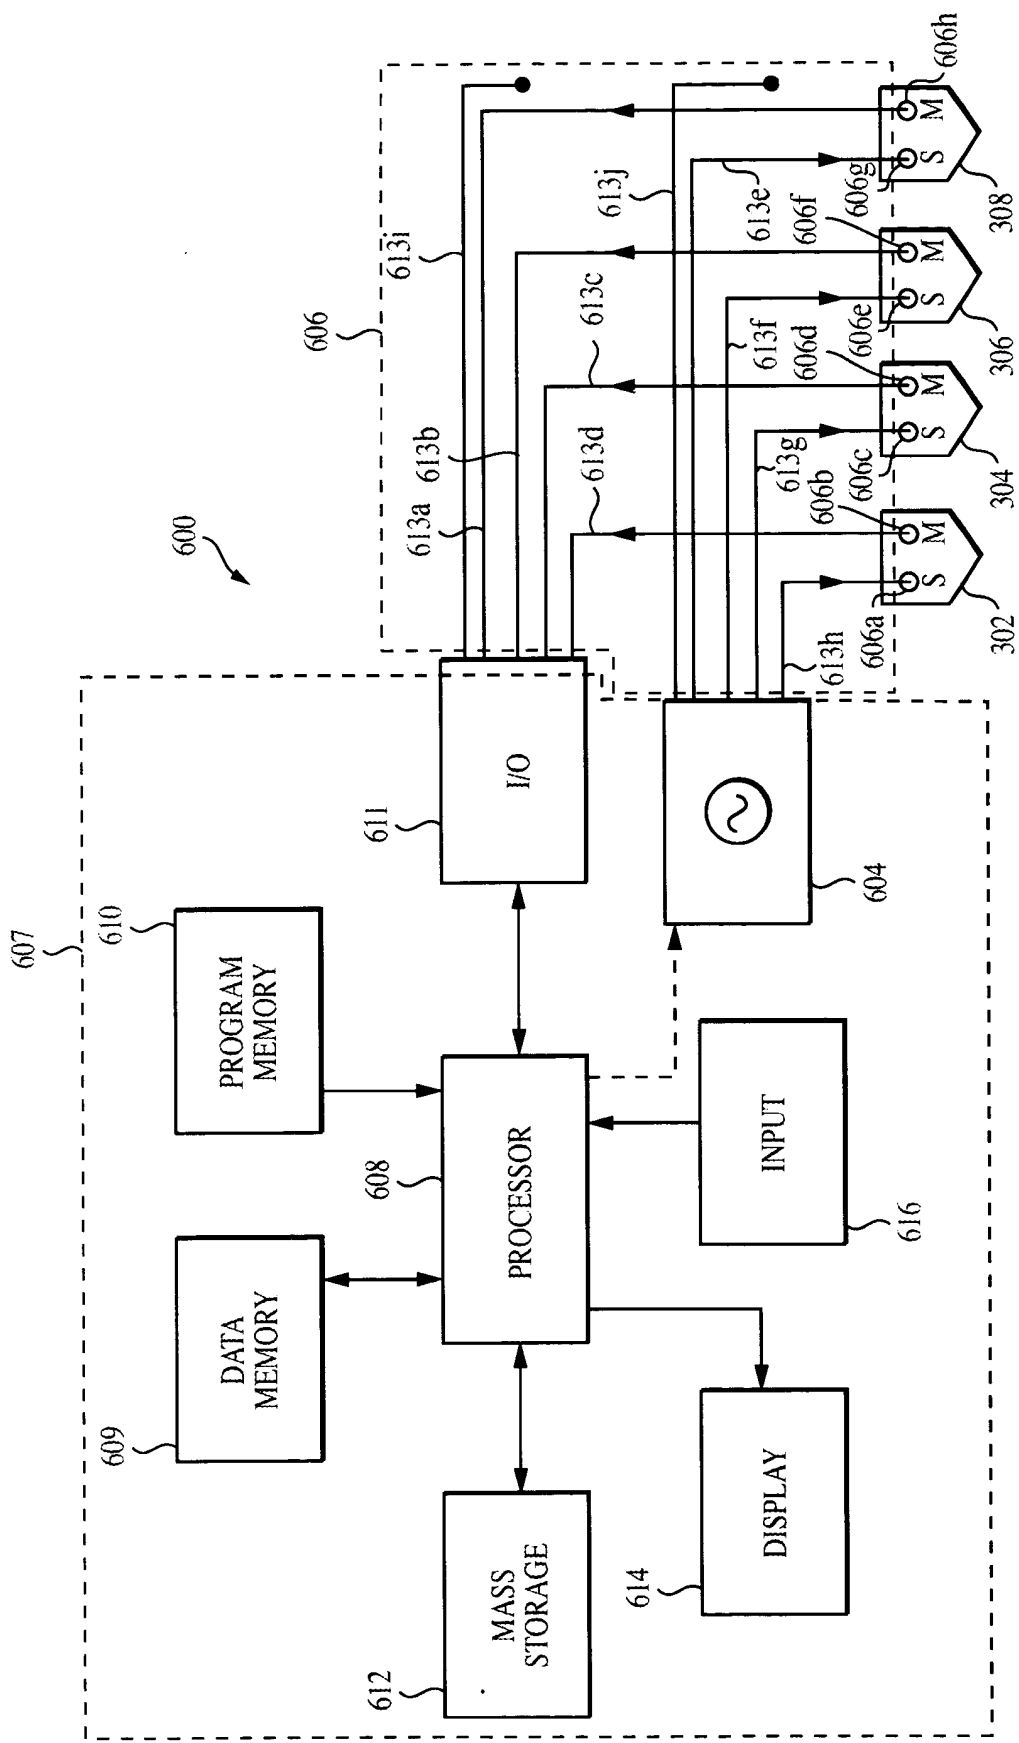 607
609
610
600
DATA
MEMORY
PROGRAM
MEMORY
606
612
608
611
613i
613a
613b
MASS
STORAGE
PROCESSOR
I/O
613d
613c
613j
614
DISPLAY
INPUT
613e
613f
613g
613h
606b
606d
606f
606a
606c
606e
606g
604
616
S M
S M
S M
S M
606h
302
304
306
308